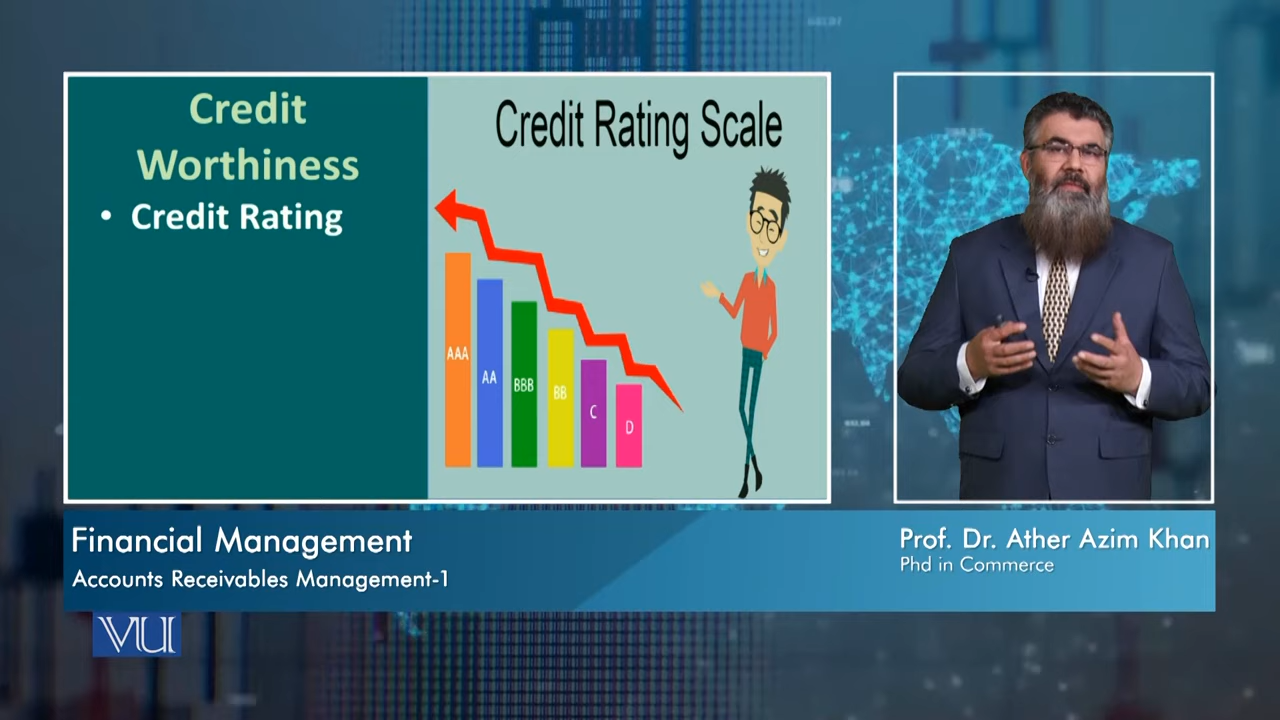 Credit
Worthiness
• Credit Rating
Credit Rating Scale
AAA
AA
BBB
BB
C
D
Financial Management
Accounts Receivables Management-1
Prof. Dr. Ather Azim Khan
Phd in Commerce
VU